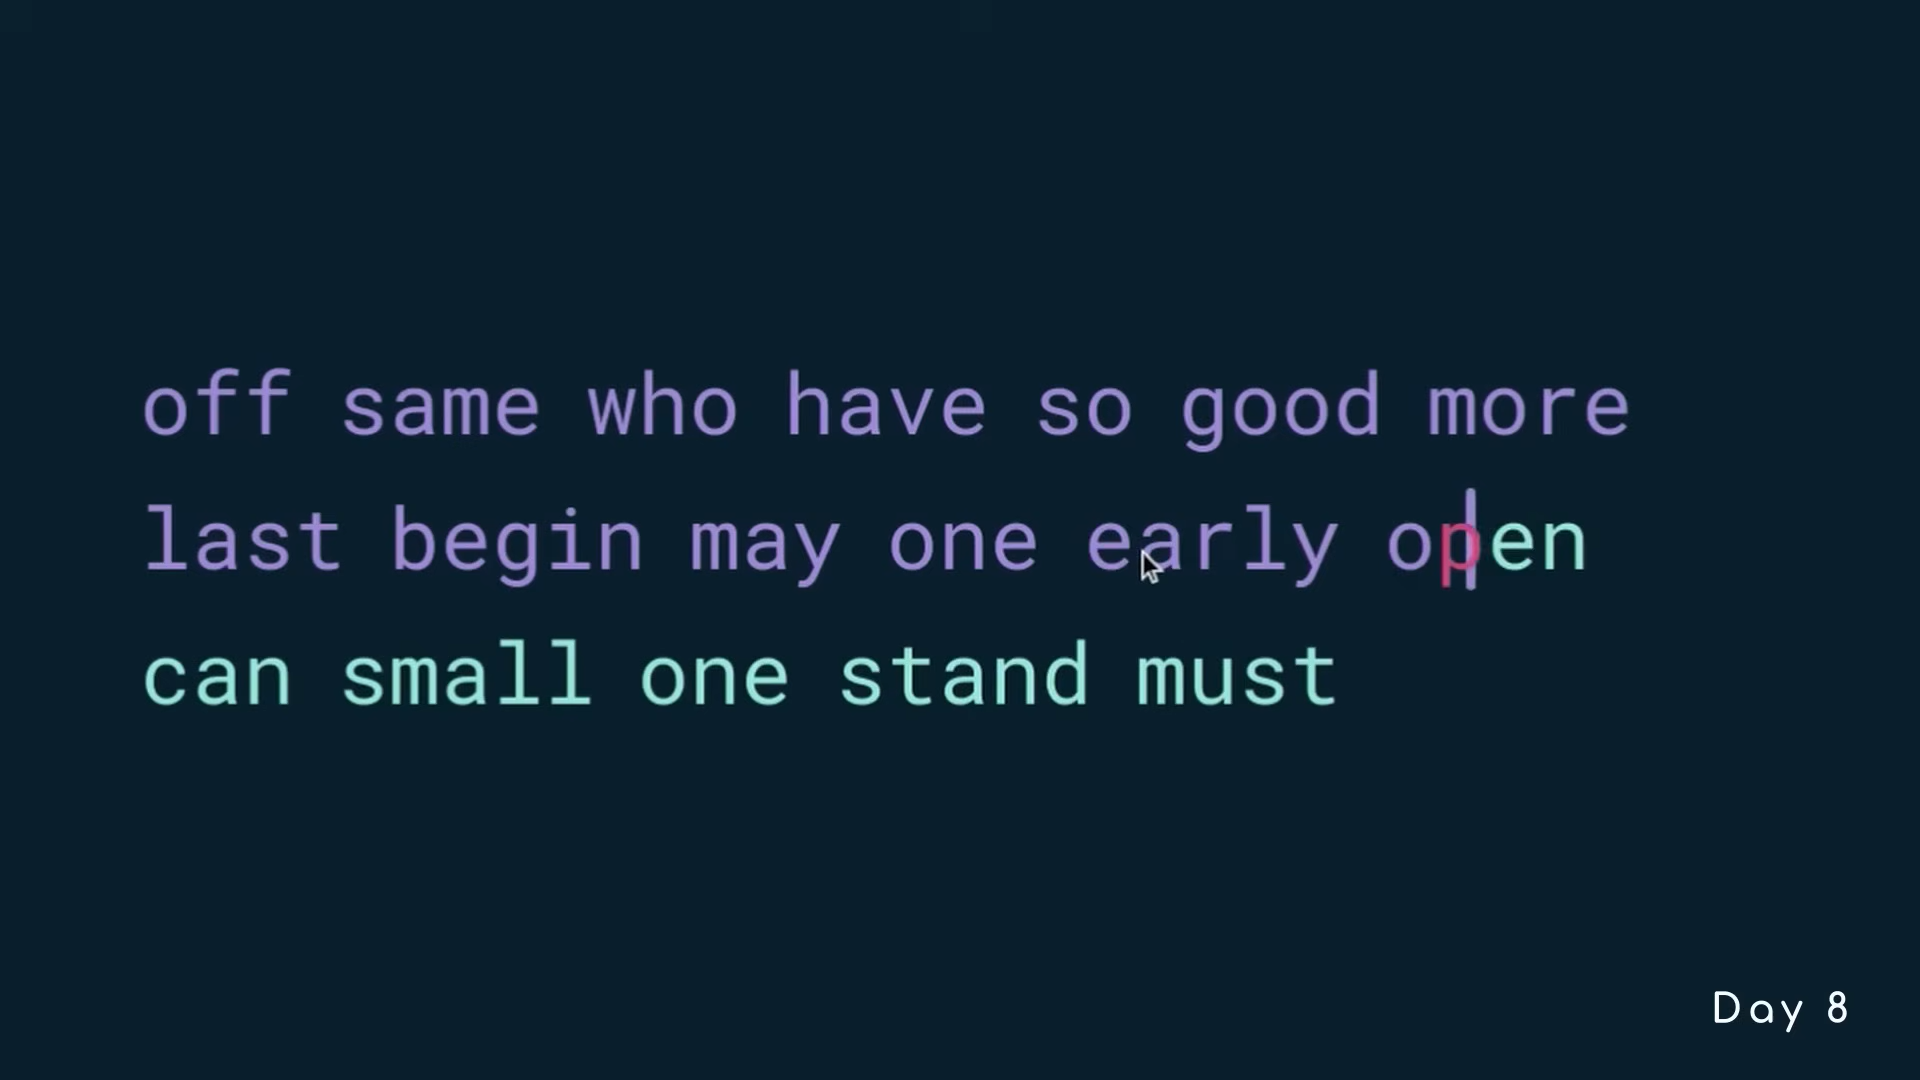 off same who have so good more
last begin may one early open
can small one stand must
Day 8